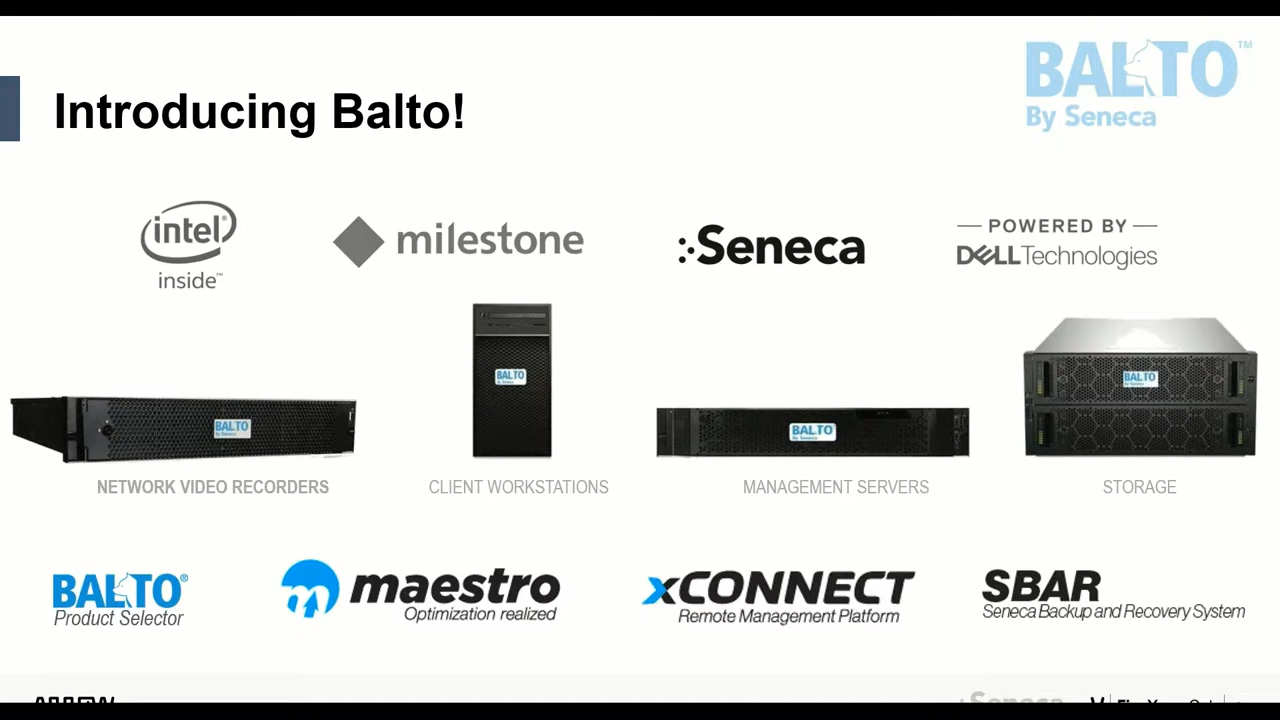 BALTO™
By Seneca
Introducing Balto!
intel®
inside™
milestone
Seneca
POWERED BY
DELLTechnologies
BALTO
By Seneca
BALTO
By Seneca
BALTO
By Seneca
BALTO
By Seneca
NETWORK VIDEO RECORDERS
CLIENT WORKSTATIONS
MANAGEMENT SERVERS
STORAGE
BALTO®
Product Selector
maestro
Optimization realized
xCONNECT
Remote Management Platform
SBAR
Seneca Backup and Recovery System
ARROW
Seneca